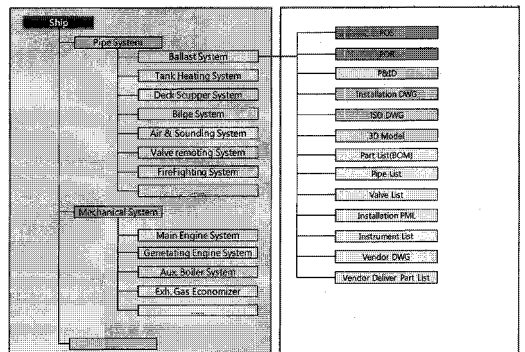 Ship
Pipe System
Ballast System
Tank Heating System
Deck Scupper System
Bilge System
Air & Sounding System
Valve remoting System
FireFighting System
Mechanical System
Main Engine System
Genetating Engine System
Aux. Boiler System
Exh. Gas Economizer
......
POS
POR
P&ID
Installation DWG
ISO DWG
3D Model
Part List(BOM)
Pipe List
Valve List
Installation PML
Instrument List
Vendor DWG
Vendor Deliver Part List